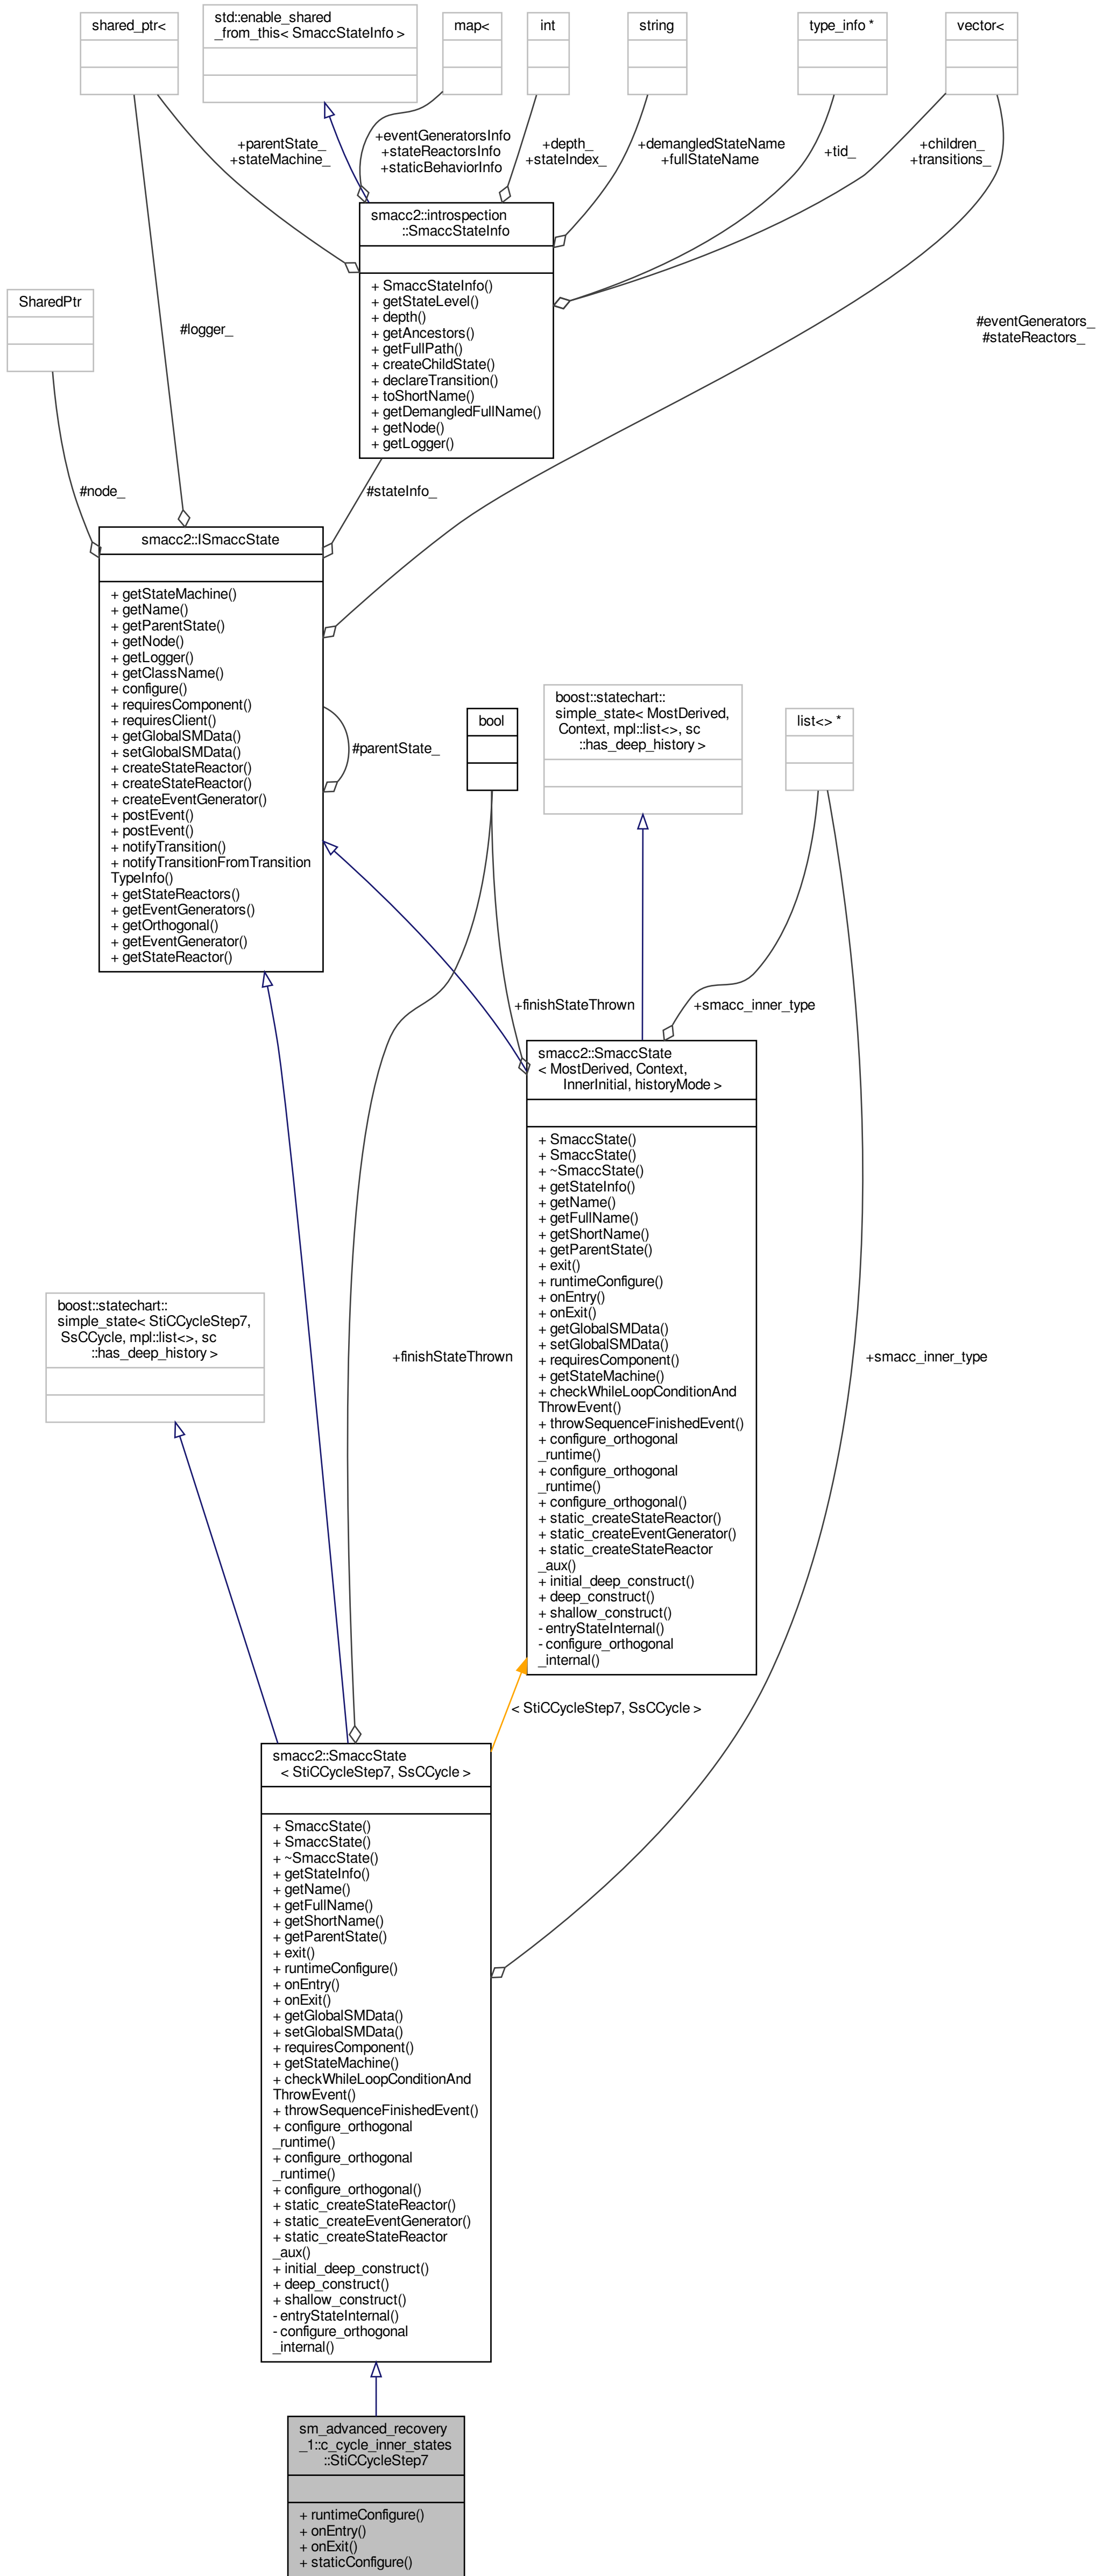 shared_ptr<
std::enable_shared
_from_this< SmaccStateInfo >
map<
int
string
type_info *
vector<
+parentState_
+stateMachine_
+eventGeneratorsInfo
+stateReactorsInfo
+staticBehaviorInfo
+depth_
+stateIndex_
+demangledStateName
+fullStateName
+tid_
+children_
+transitions_
smacc2::introspection
::SmaccStateInfo
+ SmaccStateInfo()
+ getStateLevel()
+ depth()
+ getAncestors()
+ getFullPath()
+ createChildState()
+ declareTransition()
+ toShortName()
+ getDemangledFullName()
+ getNode()
+ getLogger()
SharedPtr
#logger_
#eventGenerators_
#stateReactors_
#node_
#stateInfo_
smacc2::ISmaccState
+ getStateMachine()
+ getName()
+ getParentState()
+ getNode()
+ getLogger()
+ getClassName()
+ configure()
+ requiresComponent()
+ requiresClient()
+ getGlobalSMData()
+ setGlobalSMData()
+ createStateReactor()
+ createStateReactor()
+ createEventGenerator()
+ postEvent()
+ postEvent()
+ notifyTransition()
+ notifyTransitionFromTransition
TypeInfo()
+ getStateReactors()
+ getEventGenerators()
+ getOrthogonal()
+ getEventGenerator()
+ getStateReactor()
#parentState_
bool
boost::statechart::
simple_state< MostDerived,
Context, mpl::list<>, sc
::has_deep_history >
list<> *
+finishStateThrown
+smacc_inner_type
smacc2::SmaccState
< MostDerived, Context,
InnerInitial, historyMode >
+ SmaccState()
+ SmaccState()
+ ~SmaccState()
+ getStateInfo()
+ getName()
+ getFullName()
+ getShortName()
+ getParentState()
+ exit()
+ runtimeConfigure()
+ onEntry()
+ onExit()
+ getGlobalSMData()
+ setGlobalSMData()
+ requiresComponent()
+ getStateMachine()
+ checkWhileLoopConditionAnd
ThrowEvent()
+ throwSequenceFinishedEvent()
+ configure_orthogonal
_runtime()
+ configure_orthogonal
_runtime()
+ configure_orthogonal()
+ static_createStateReactor()
+ static_createEventGenerator()
+ static_createStateReactor
_aux()
+ initial_deep_construct()
+ deep_construct()
+ shallow_construct()
- entryStateInternal()
- configure_orthogonal
_internal()
boost::statechart::
simple_state< StiCCycleStep7,
SsCCycle, mpl::list<>, sc
::has_deep_history >
+finishStateThrown
+smacc_inner_type
< StiCCycleStep7, SsCCycle >
smacc2::SmaccState
< StiCCycleStep7, SsCCycle >
+ SmaccState()
+ SmaccState()
+ ~SmaccState()
+ getStateInfo()
+ getName()
+ getFullName()
+ getShortName()
+ getParentState()
+ exit()
+ runtimeConfigure()
+ onEntry()
+ onExit()
+ getGlobalSMData()
+ setGlobalSMData()
+ requiresComponent()
+ getStateMachine()
+ checkWhileLoopConditionAnd
ThrowEvent()
+ throwSequenceFinishedEvent()
+ configure_orthogonal
_runtime()
+ configure_orthogonal
_runtime()
+ configure_orthogonal()
+ static_createStateReactor()
+ static_createEventGenerator()
+ static_createStateReactor
_aux()
+ initial_deep_construct()
+ deep_construct()
+ shallow_construct()
- entryStateInternal()
- configure_orthogonal
_internal()
sm_advanced_recovery
_1::c_cycle_inner_states
::StiCCycleStep7
+ runtimeConfigure()
+ onEntry()
+ onExit()
+ staticConfigure()